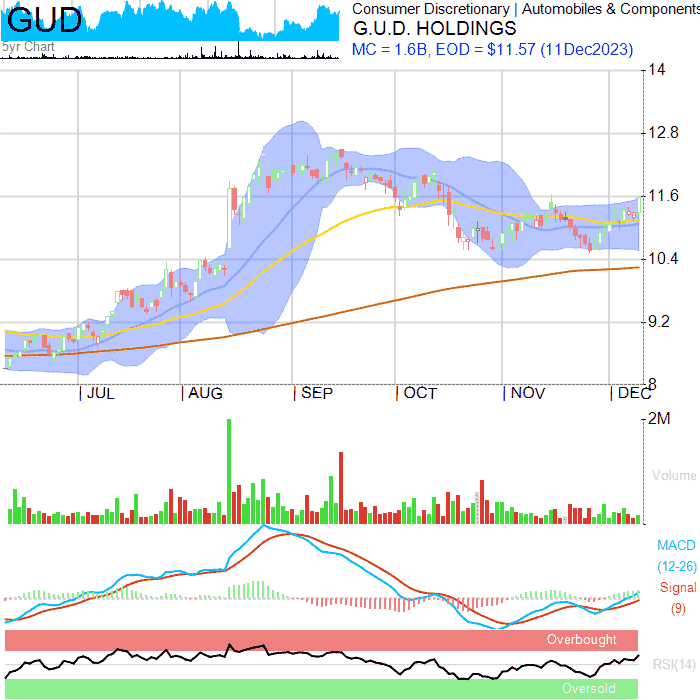 GUD
5yr Chart
Consumer Discretionary | Automobiles & Components
G.U.D. HOLDINGS
MC = 1.6B, EOD = $11.57 (11Dec2023)
14
12.8
11.6
10.4
9.2
8
JUL
AUG
SEP
OCT
NOV
DEC
2M
Volume
MACD
(12-26)
Signal
(9)
Overbought
RSI(14)
Oversold